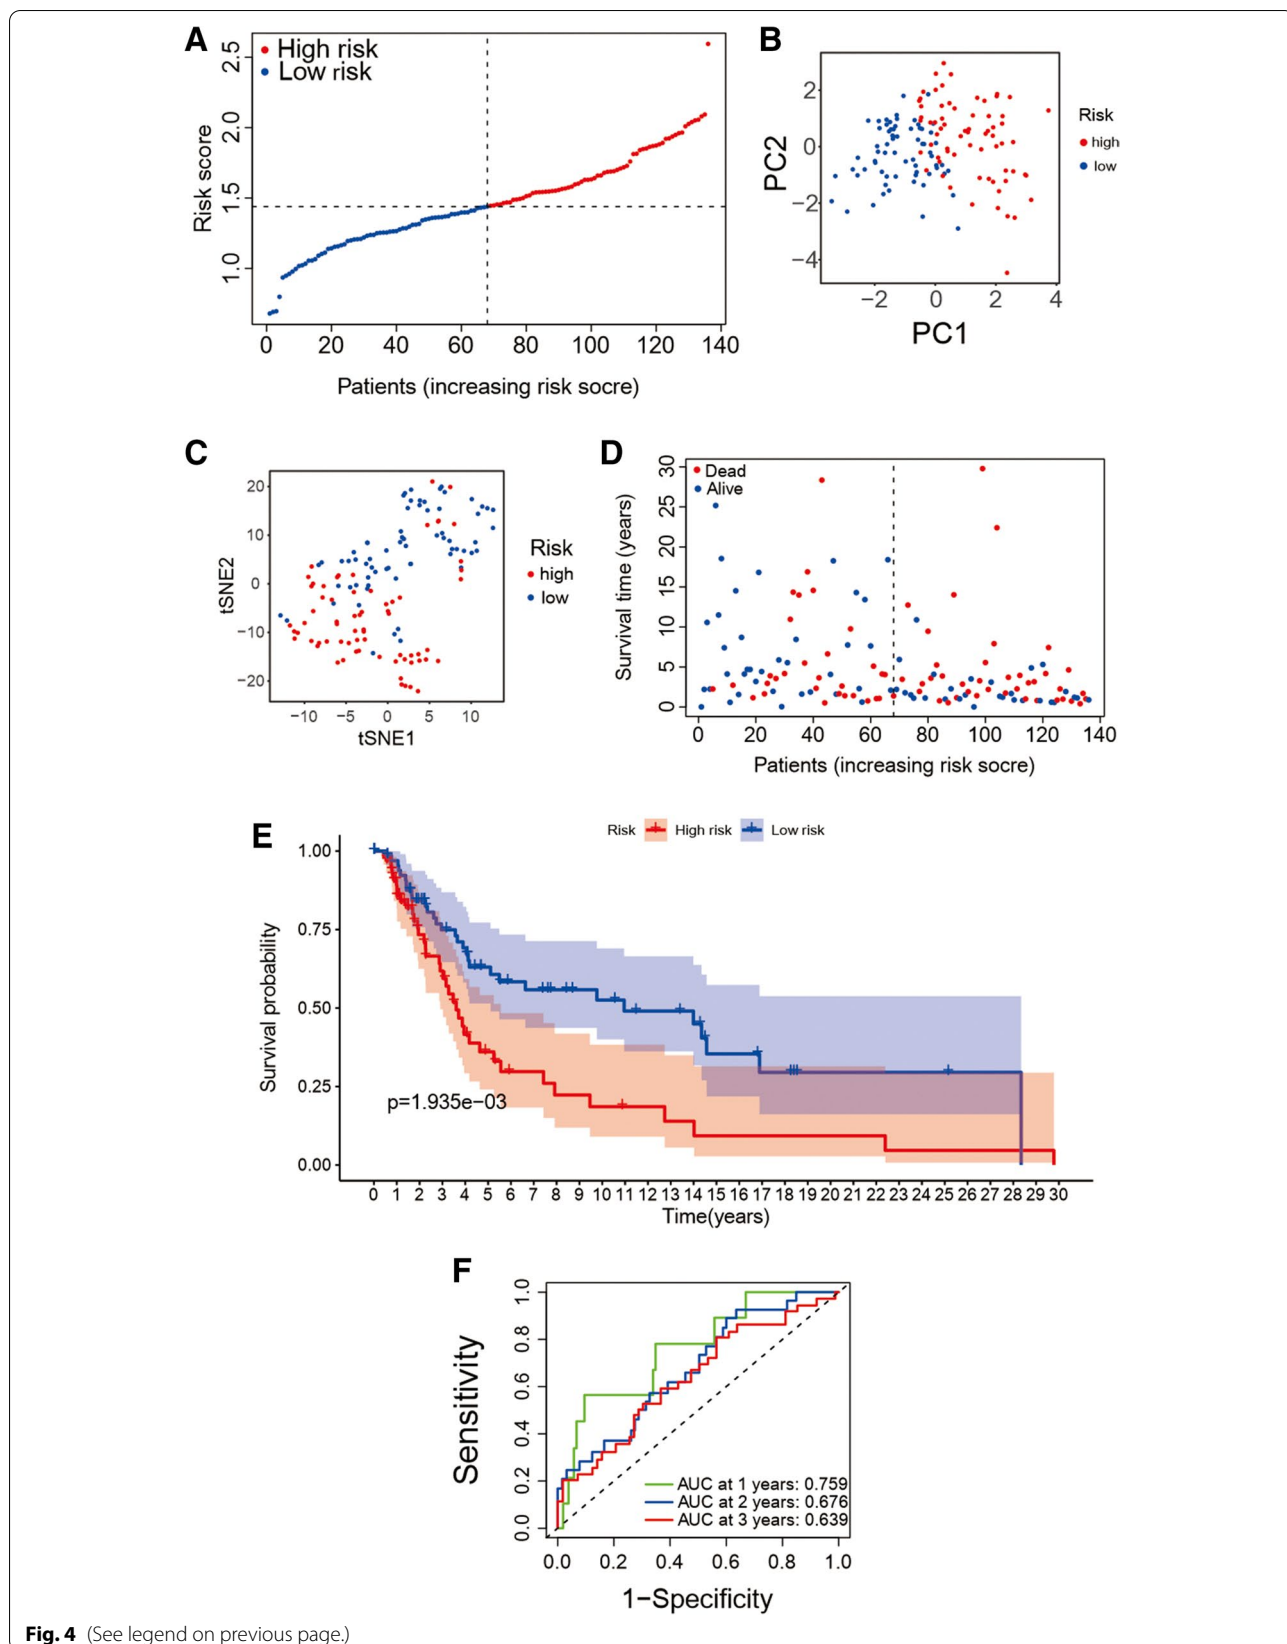 A
High risk
Low risk
Risk score
1.0 1.5 2.0 2.5
0 20 40 60 80 100 120 140
Patients (increasing risk socre)
B
PC2
2
0
−2
−4
−2 0 2 4
PC1
Risk
high
low
C
tSNE2
20
10
0
−10
−20
−10 −5 0 5 10
tSNE1
Risk
high
low
D
Dead
Alive
Survival time (years)
0 5 10 15 20 25 30
0 20 40 60 80 100 120 140
Patients (increasing risk socre)
E
Risk High risk Low risk
Survival probability
1.00
0.75
0.50
0.25
0.00
p=1.935e−03
0 1 2 3 4 5 6 7 8 9 10 11 12 13 14 15 16 17 18 19 20 21 22 23 24 25 26 27 28 29 30
Time(years)
F
Sensitivity
0.0 0.2 0.4 0.6 0.8 1.0
AUC at 1 years: 0.759
AUC at 2 years: 0.676
AUC at 3 years: 0.639
0.0 0.2 0.4 0.6 0.8 1.0
1−Specificity
Fig. 4 (See legend on previous page.)